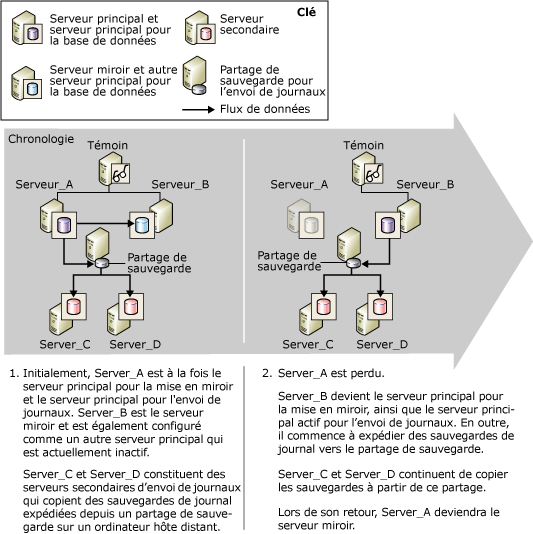 Clé
Serveur principal et
serveur principal pour
la base de données
Serveur
secondaire
Serveur miroir et autre
serveur principal pour
la base de données
Partage de
sauvegarde pour
l'envoi de journaux
Flux de données
Chronologie
Témoin
Serveur_A
Serveur_B
Partage de
sauvegarde
Server_C
Server_D
Témoin
Serveur_A
Serveur_B
Partage de
sauvegarde
Server_C
Server_D
1. Initialement, Server_A est à la fois le
serveur principal pour la mise en miroir
et le serveur principal pour l'envoi de
journaux. Server_B est le serveur
miroir et est également configuré
comme un autre serveur principal qui
est actuellement inactif.
Server_C et Server_D constituent des
serveurs secondaires d'envoi de journaux
qui copient des sauvegardes de journal
expédiées depuis un partage de sauve-
garde sur un ordinateur hôte distant.
2. Server_A est perdu.
Server_B devient le serveur principal pour
la mise en miroir, ainsi que le serveur princi-
pal actif pour l'envoi de journaux. En outre,
il commence à expédier des sauvegardes de
journal vers le partage de sauvegarde.
Server_C et Server_D continuent de copier
les sauvegardes à partir de ce partage.
Lors de son retour, Server_A deviendra le
serveur miroir.